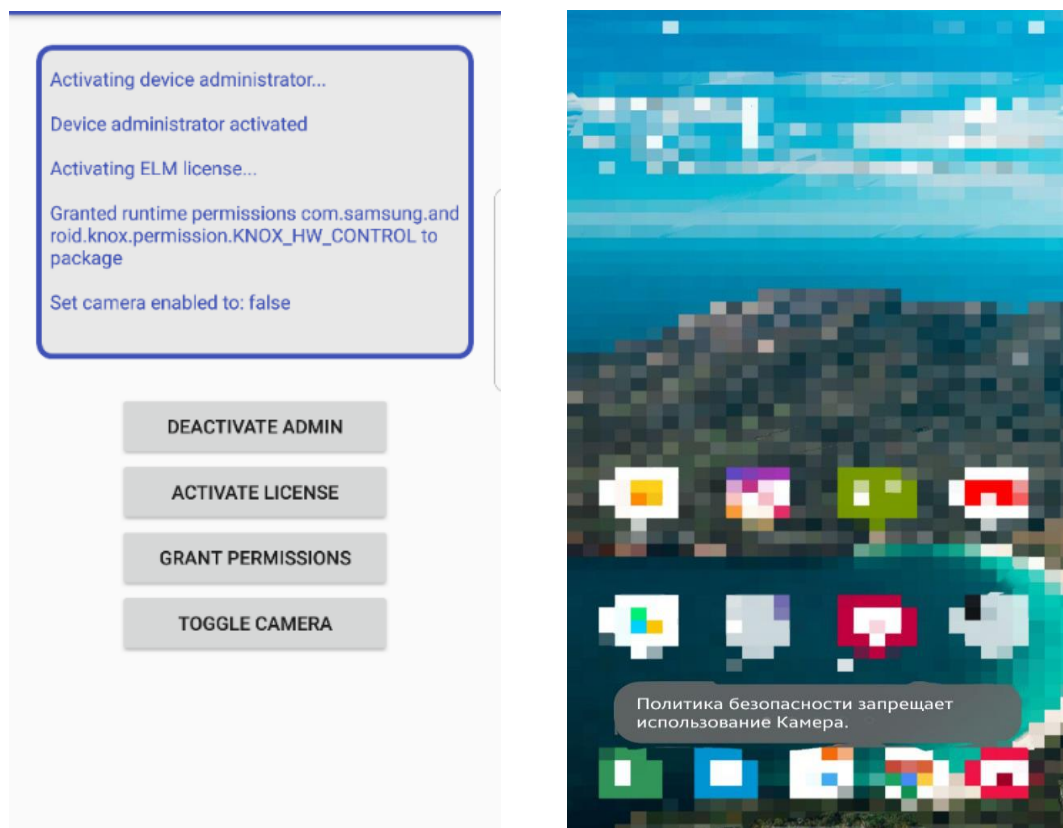 Activating device administrator...
Device administrator activated
Activating ELM license...
Granted runtime permissions com.samsung.and
roid.knox.permission.KNOX_HW_CONTROL to
package
Set camera enabled to: false
DEACTIVATE ADMIN
ACTIVATE LICENSE
GRANT PERMISSIONS
TOGGLE CAMERA
Политика безопасности запрещает
использование Камера.